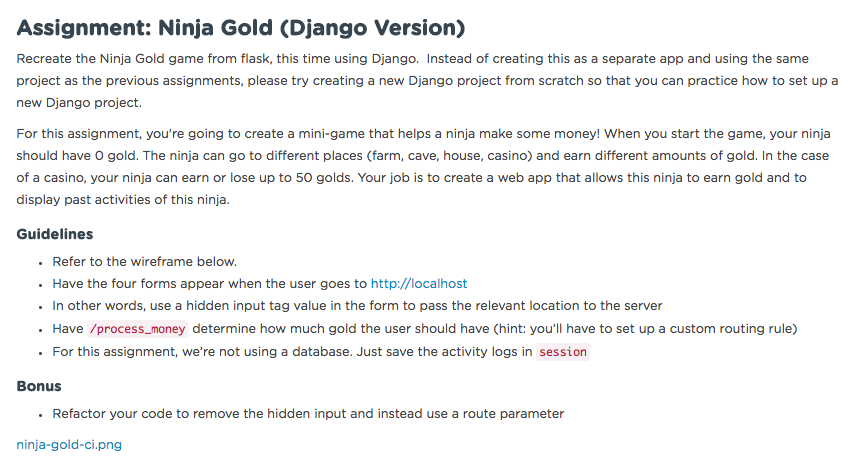 Assignment: Ninja Gold (Django Version)
Recreate the Ninja Gold game from flask, this time using Django.  Instead of creating this as a separate app and using the same
project as the previous assignments, please try creating a new Django project from scratch so that you can practice how to set up a
new Django project.
For this assignment, you're going to create a mini-game that helps a ninja make some money! When you start the game, your ninja
should have 0 gold. The ninja can go to different places (farm, cave, house, casino) and earn different amounts of gold. In the case
of a casino, your ninja can earn or lose up to 50 golds. Your job is to create a web app that allows this ninja to earn gold and to
display past activities of this ninja.
Guidelines
• Refer to the wireframe below.
• Have the four forms appear when the user goes to http://localhost
• In other words, use a hidden input tag value in the form to pass the relevant location to the server
• Have /process_money determine how much gold the user should have (hint: you'll have to set up a custom routing rule)
• For this assignment, we're not using a database. Just save the activity logs in session
Bonus
• Refactor your code to remove the hidden input and instead use a route parameter
ninja-gold-ci.png